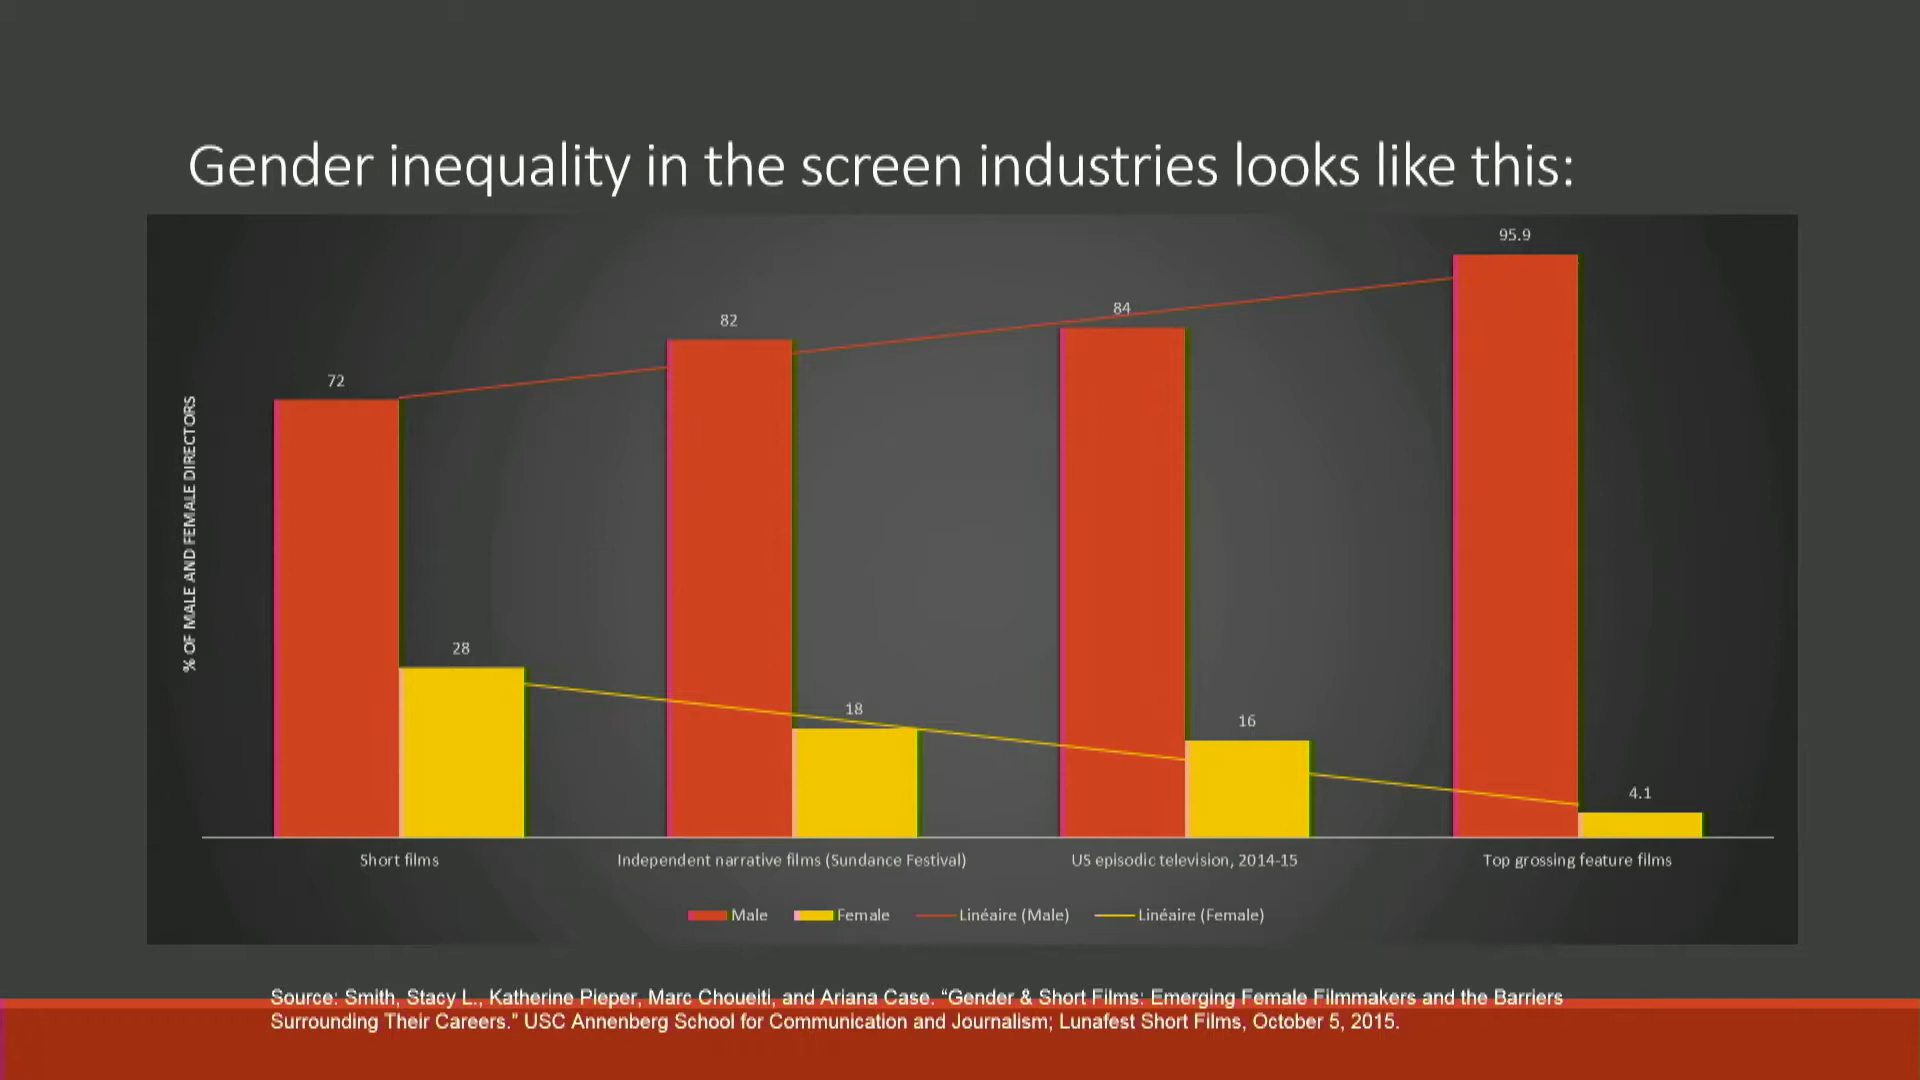 Gender inequality in the screen industries looks like this:
95.9
84
82
72
% OF MALE AND FEMALE DIRECTORS
28
18
16
4.1
Short films
Independent narrative films (Sundance Festival)
US episodic television, 2014-15
Top grossing feature films
Male
Female
Linéaire (Male)
Linéaire (Female)
Source: Smith, Stacy L., Katherine Pieper, Marc Choueiti, and Ariana Case. “Gender & Short Films: Emerging Female Filmmakers and the Barriers
Surrounding Their Careers.” USC Annenberg School for Communication and Journalism; Lunafest Short Films, October 5, 2015.